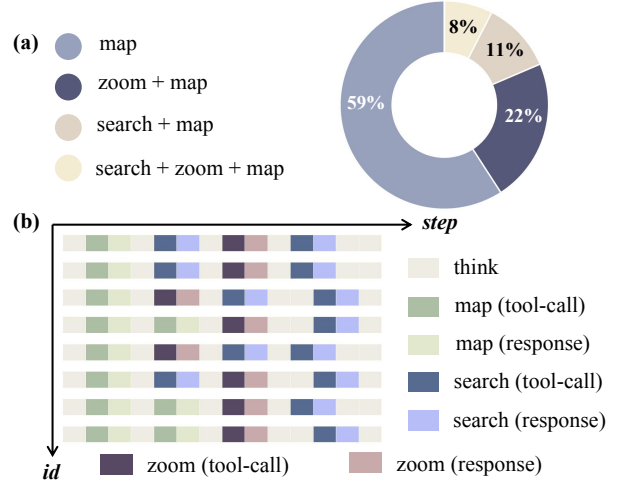 (a)
map
zoom + map
search + map
search + zoom + map
8%
11%
59%
22%
(b)
step
id
think
map (tool-call)
map (response)
search (tool-call)
search (response)
zoom (tool-call)
zoom (response)